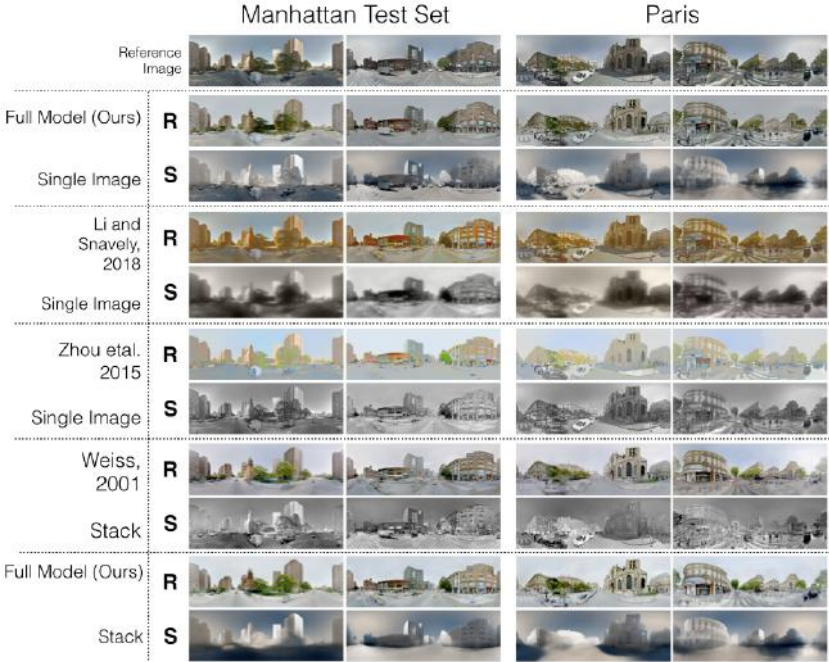 Manhattan Test Set
Paris
Reference
Image
Full Model (Ours)
R
Single Image
S
Li and
Snavely,
2018
R
Single Image
S
Zhou etal.
2015
R
Single Image
S
Weiss,
2001
R
Stack
S
Full Model (Ours)
R
Stack
S